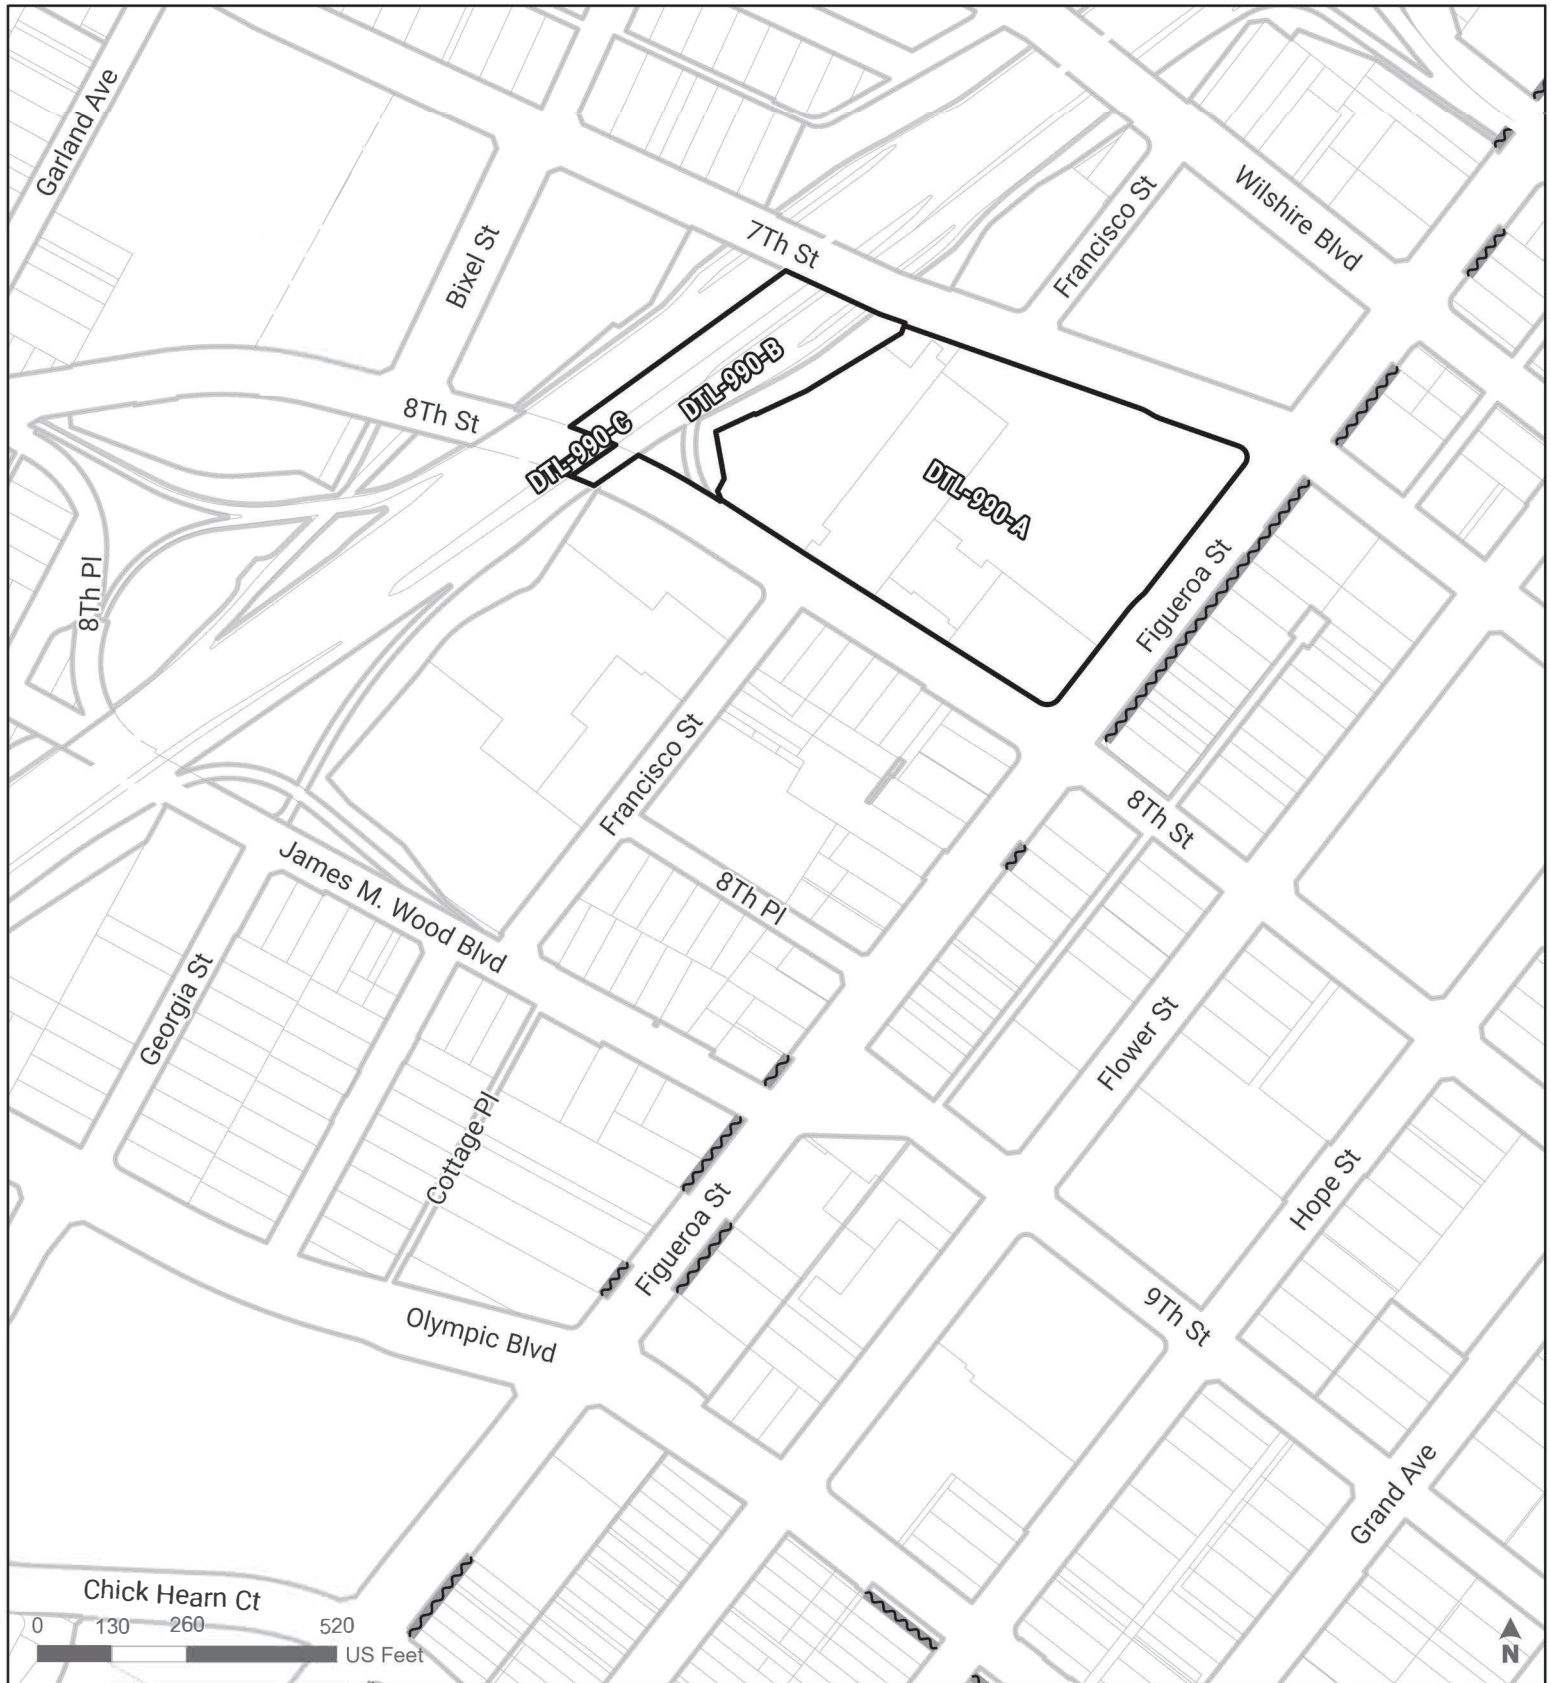 Garland Ave
Wilshire Blvd
Francisco St
7Th St
Bixel St
DTL-990-B
8Th St
DTL-990-C
DTL-990-A
8Th Pl
Figueroa St
Francisco St
8Th St
James M. Wood Blvd
8Th Pl
Georgia St
Flower St
Cottage Pl
Hope St
Figueroa St
Olympic Blvd
9Th St
Grand Ave
Chick Hearn Ct
0 130 260 520
US Feet
N